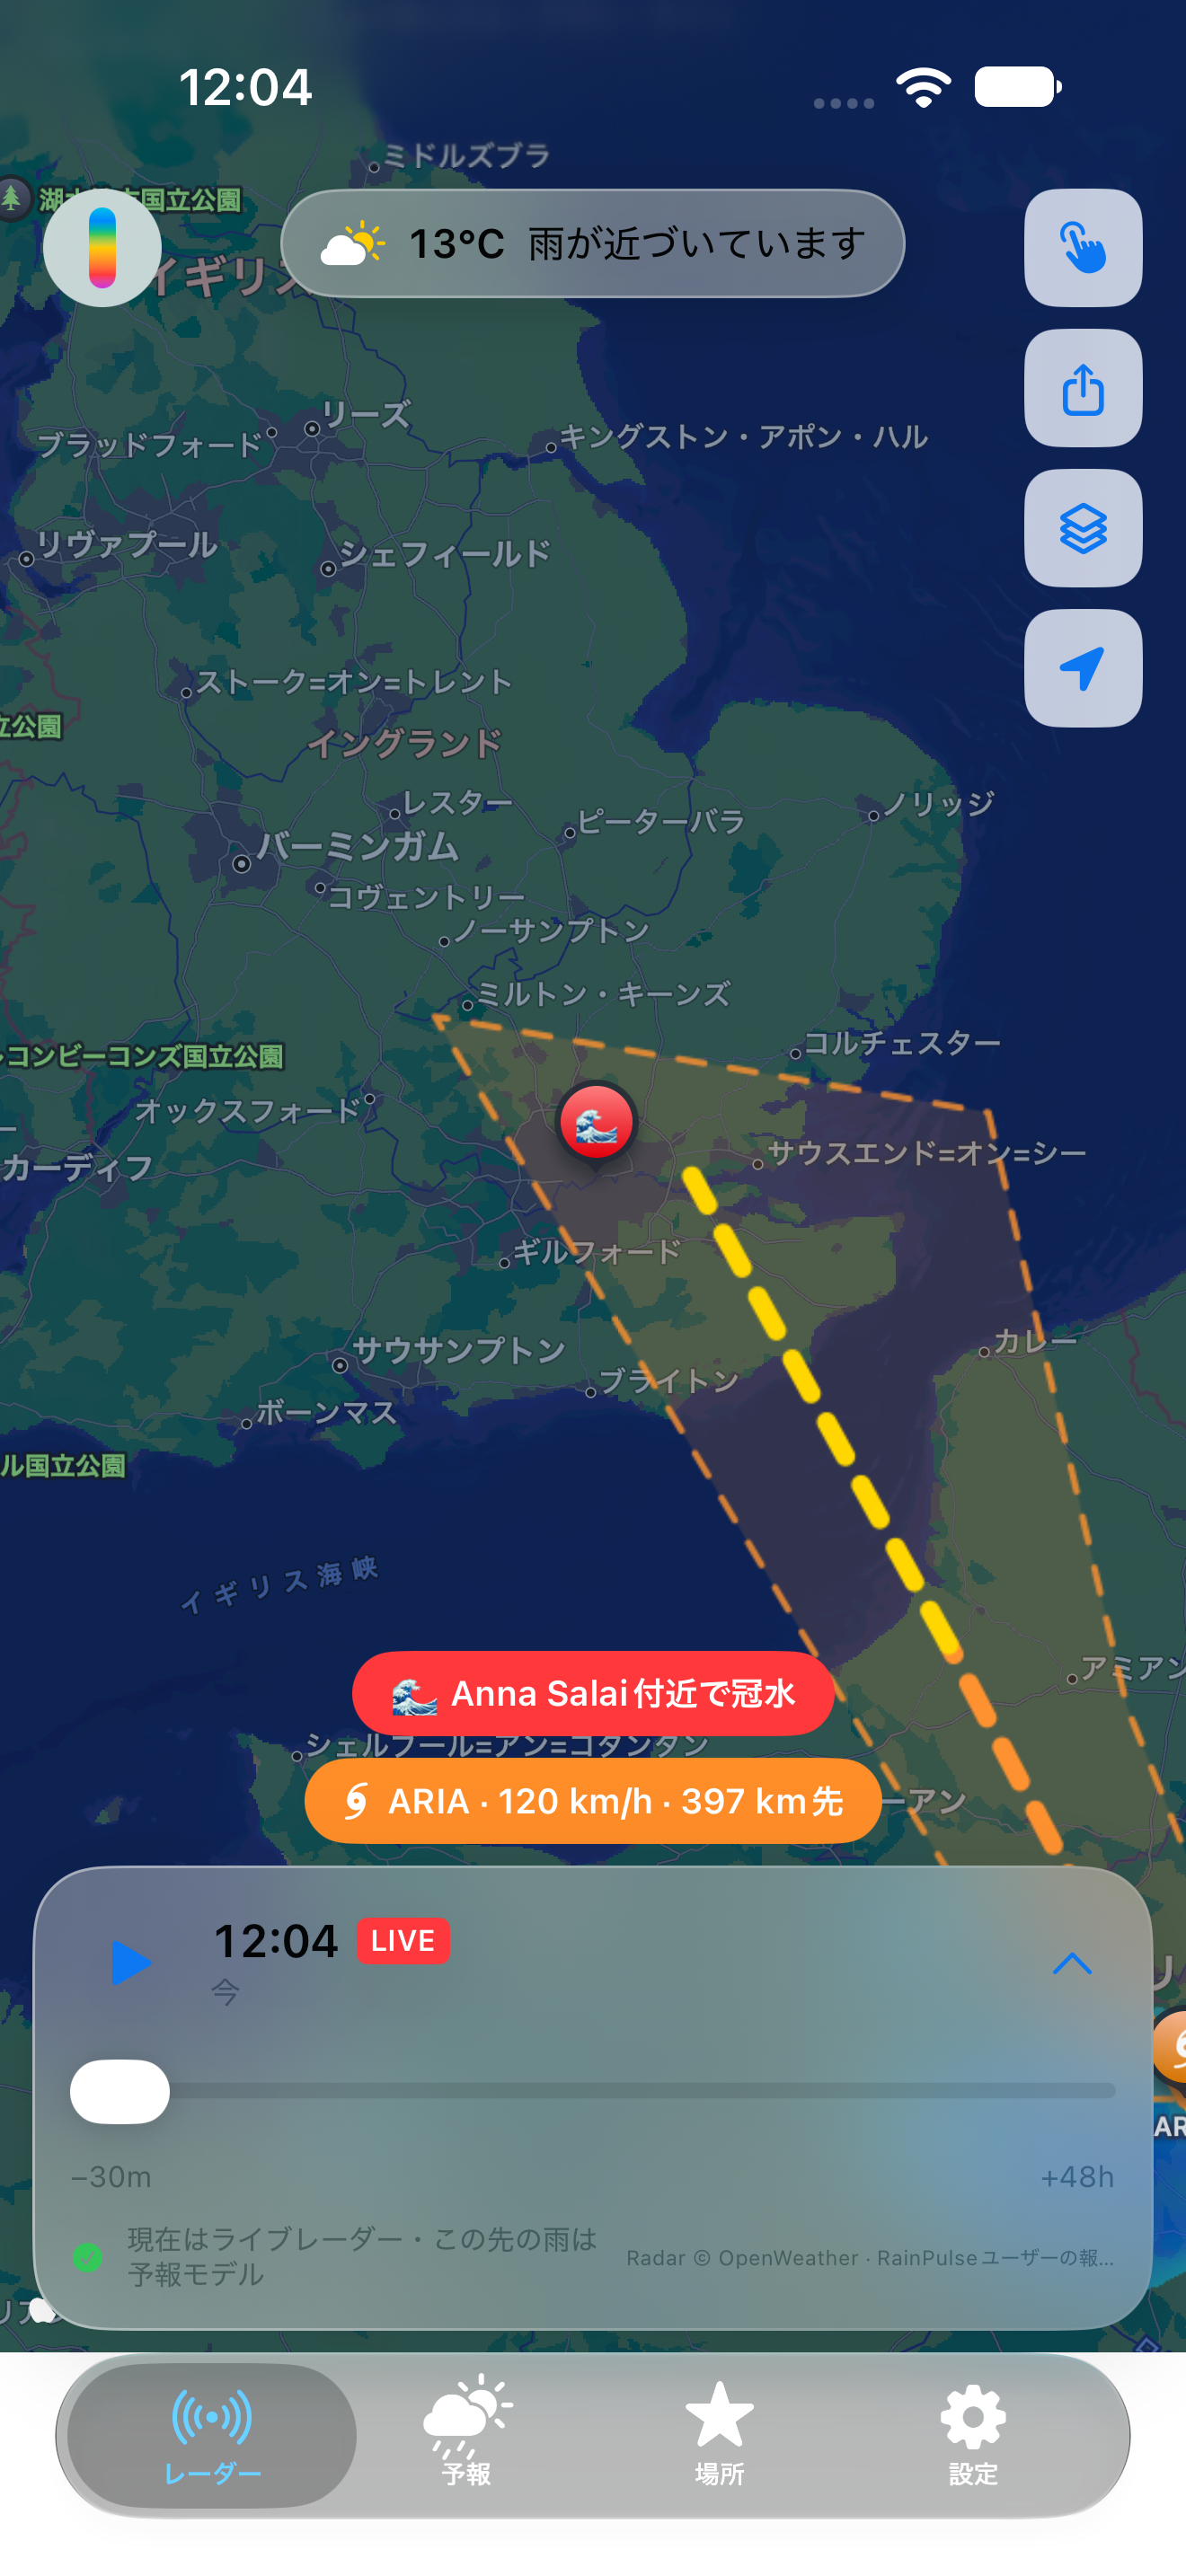 12:04
ミドルズブラ
国立公園
イギリス
13°C 雨が近づいています
リーズ
ブラッドフォード
キングストン・アポン・ハル
リヴァプール
シェフィールド
ストーク=オン=トレント
立公園
イングランド
レスター
ノリッジ
ピーターバラ
バーミンガム
コヴェントリー
ノーサンプトン
ミルトン・キーンズ
コルチェスター
コンビーコンズ国立公園
オックスフォード
サウスエンド=オン=シー
カーディフ
ギルフォード
カレー
サウサンプトン
ブライトン
ボーンマス
ル国立公園
イギリス海峡
アミアン
Anna Salai付近で冠水
シェルブール=アン=コタンタン
ARIA · 120 km/h · 397 km先
ーアン
12:04 LIVE
今
AR
−30m
+48h
現在はライブレーダー・この先の雨は
予報モデル
Radar © OpenWeather · RainPulseユーザーの報…
レーダー
予報
場所
設定